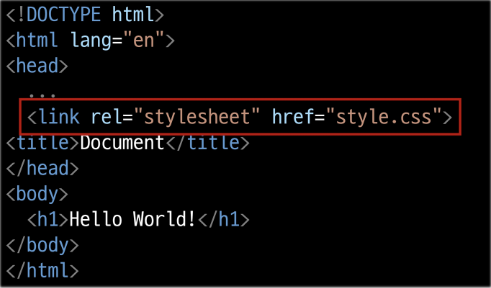 <!DOCTYPE html>
<html lang="en">
<head>
...
<link rel="stylesheet" href="style.css">
<title>Document</title>
</head>
<body>
<h1>Hello World!</h1>
</body>
</html>